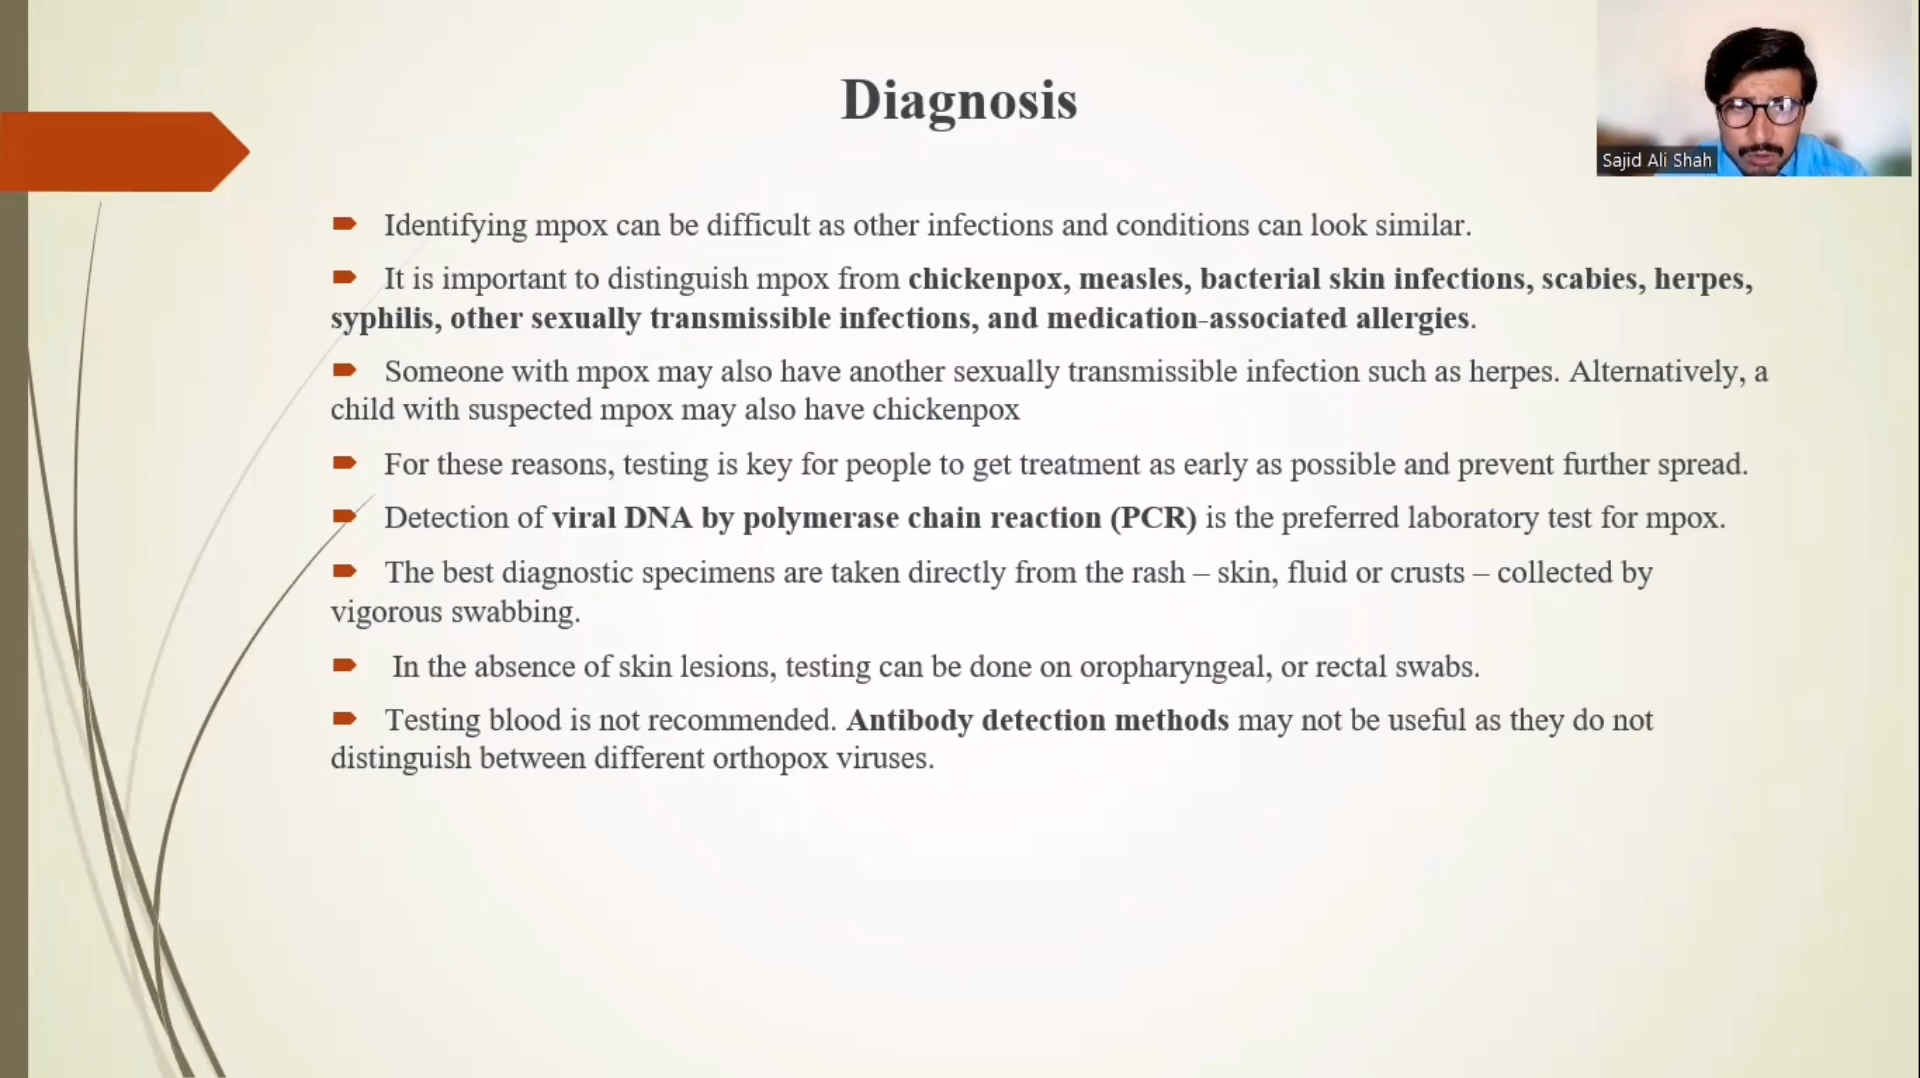 Diagnosis
Sajid Ali Shah
Identifying mpox can be difficult as other infections and conditions can look similar.
It is important to distinguish mpox from chickenpox, measles, bacterial skin infections, scabies, herpes,
syphilis, other sexually transmissible infections, and medication-associated allergies.
Someone with mpox may also have another sexually transmissible infection such as herpes. Alternatively, a
child with suspected mpox may also have chickenpox
For these reasons, testing is key for people to get treatment as early as possible and prevent further spread.
Detection of viral DNA by polymerase chain reaction (PCR) is the preferred laboratory test for mpox.
The best diagnostic specimens are taken directly from the rash – skin, fluid or crusts – collected by
vigorous swabbing.
In the absence of skin lesions, testing can be done on oropharyngeal, or rectal swabs.
Testing blood is not recommended. Antibody detection methods may not be useful as they do not
distinguish between different orthopox viruses.